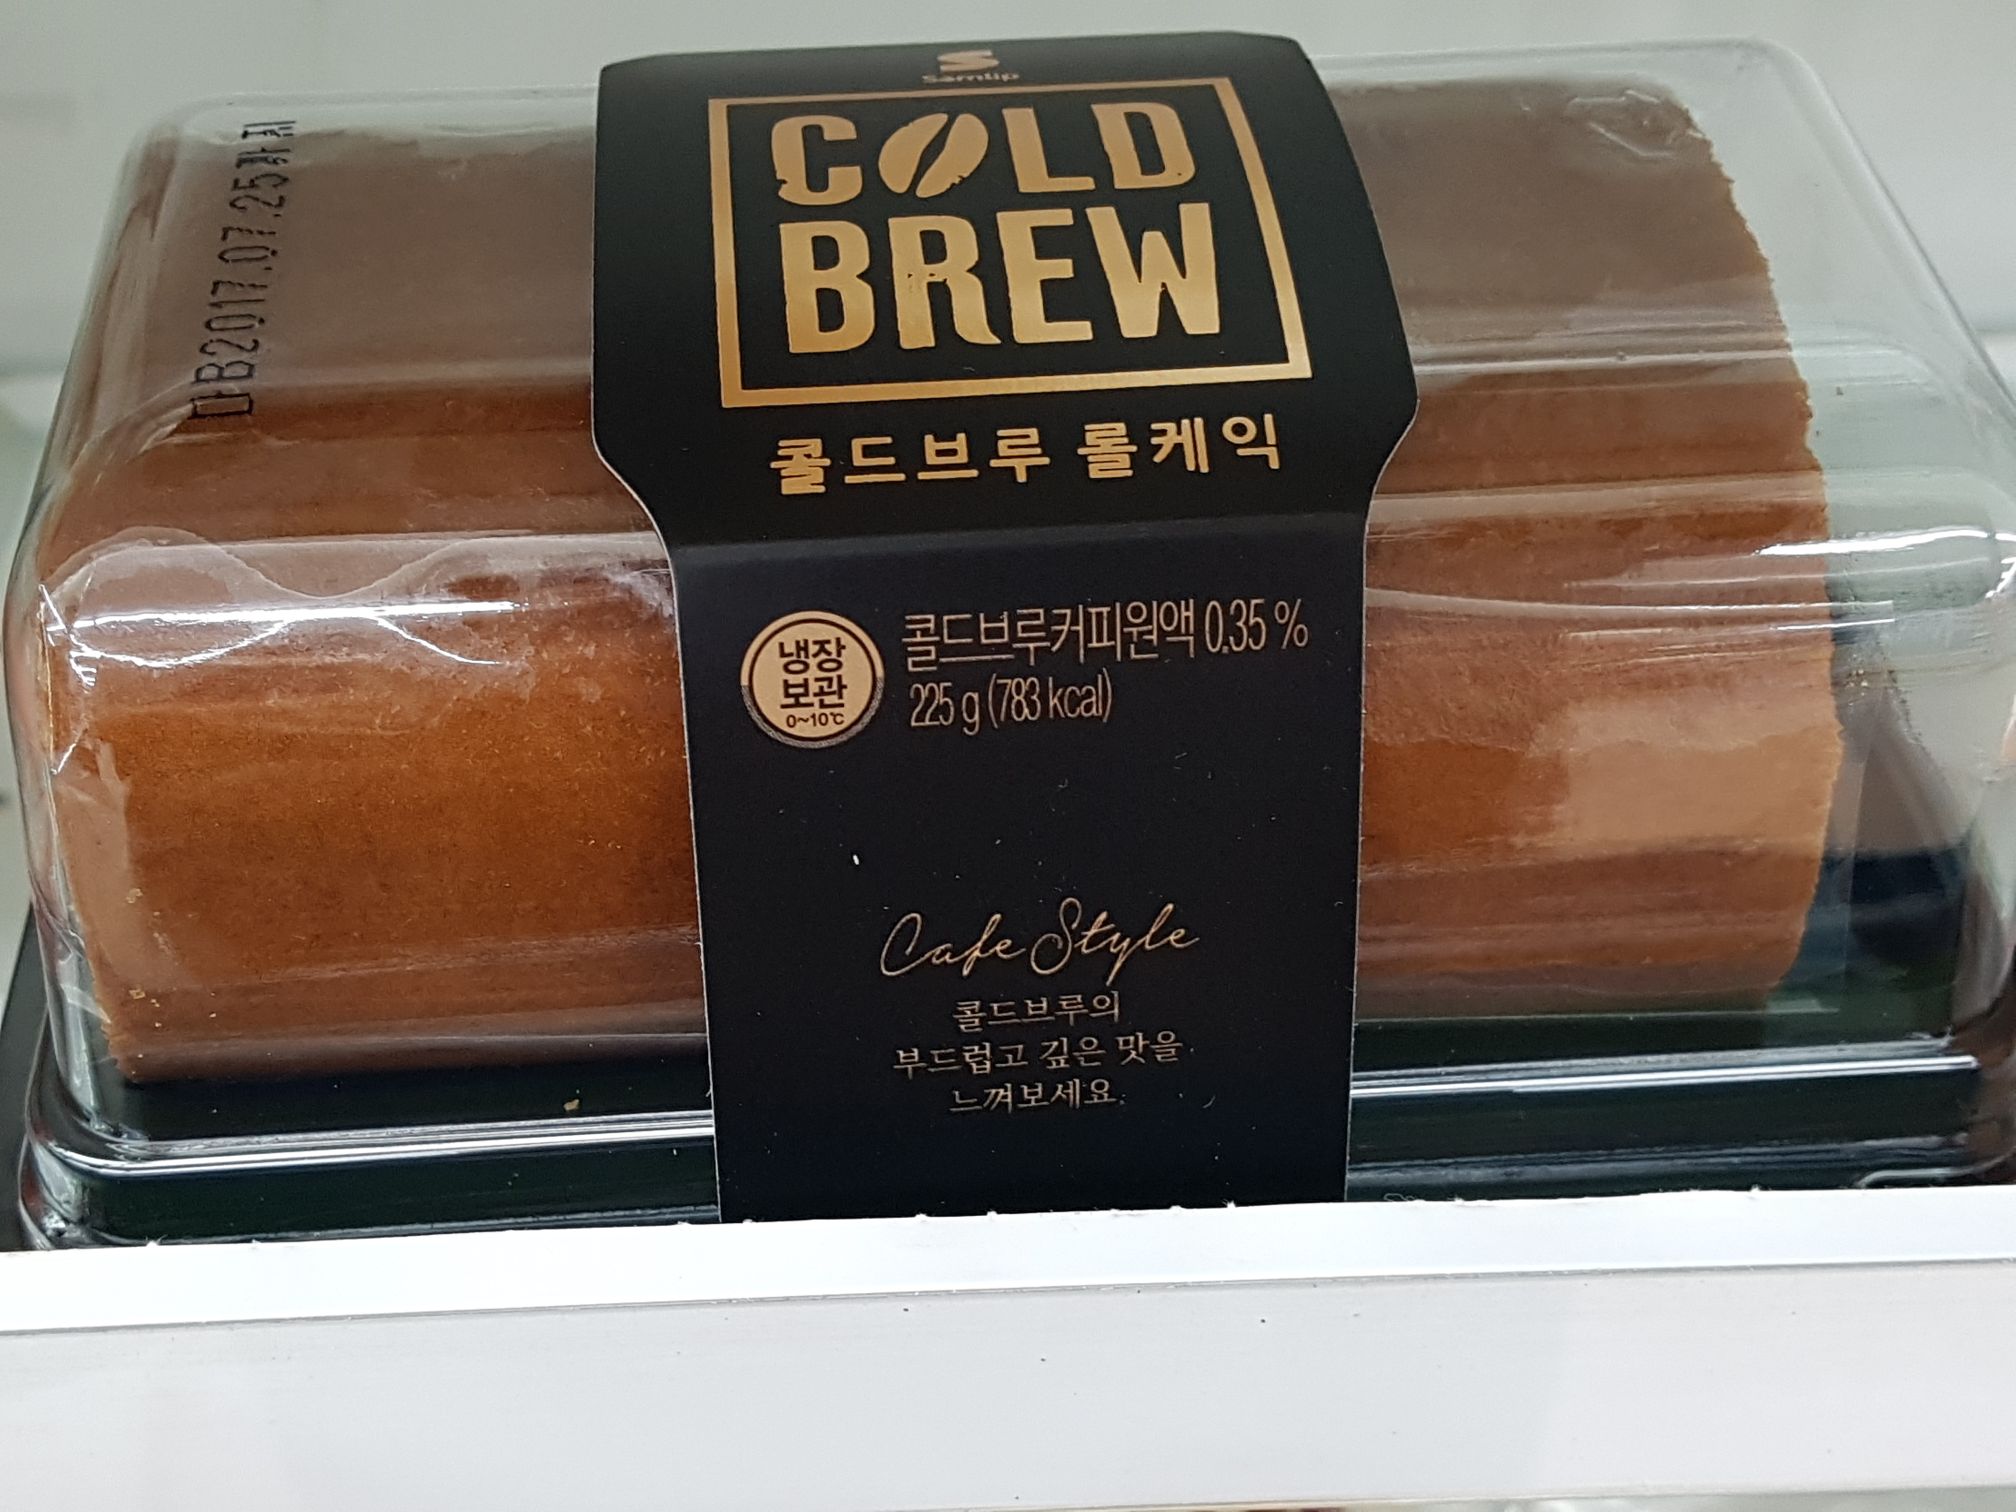 Samlip
COLD
BREW
콜드브루 롤케익
냉장
보관
0~10℃
콜드브루커피원액 0.35 %
225 g (783 kcal)
Cafe Style
콜드브루의
부드럽고 깊은 맛을
느껴보세요.
DB2017.07.25까지